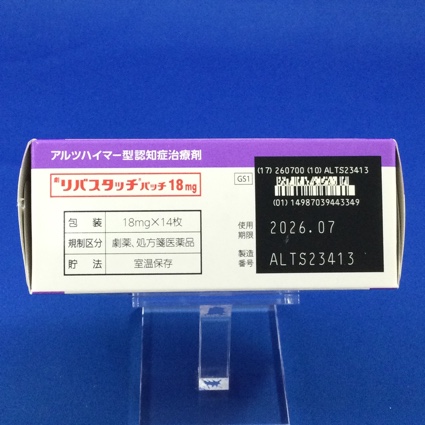 アルツハイマー型認知症治療剤
劇 リバスタッチ®パッチ18mg
包装 18mg×14枚
規制区分 劇薬、処方箋医薬品
貯法 室温保存
GS1
(17) 260700 (10) ALTS23413
(01) 14987039443349
使用期限 2026.07
製造番号 ALTS23413